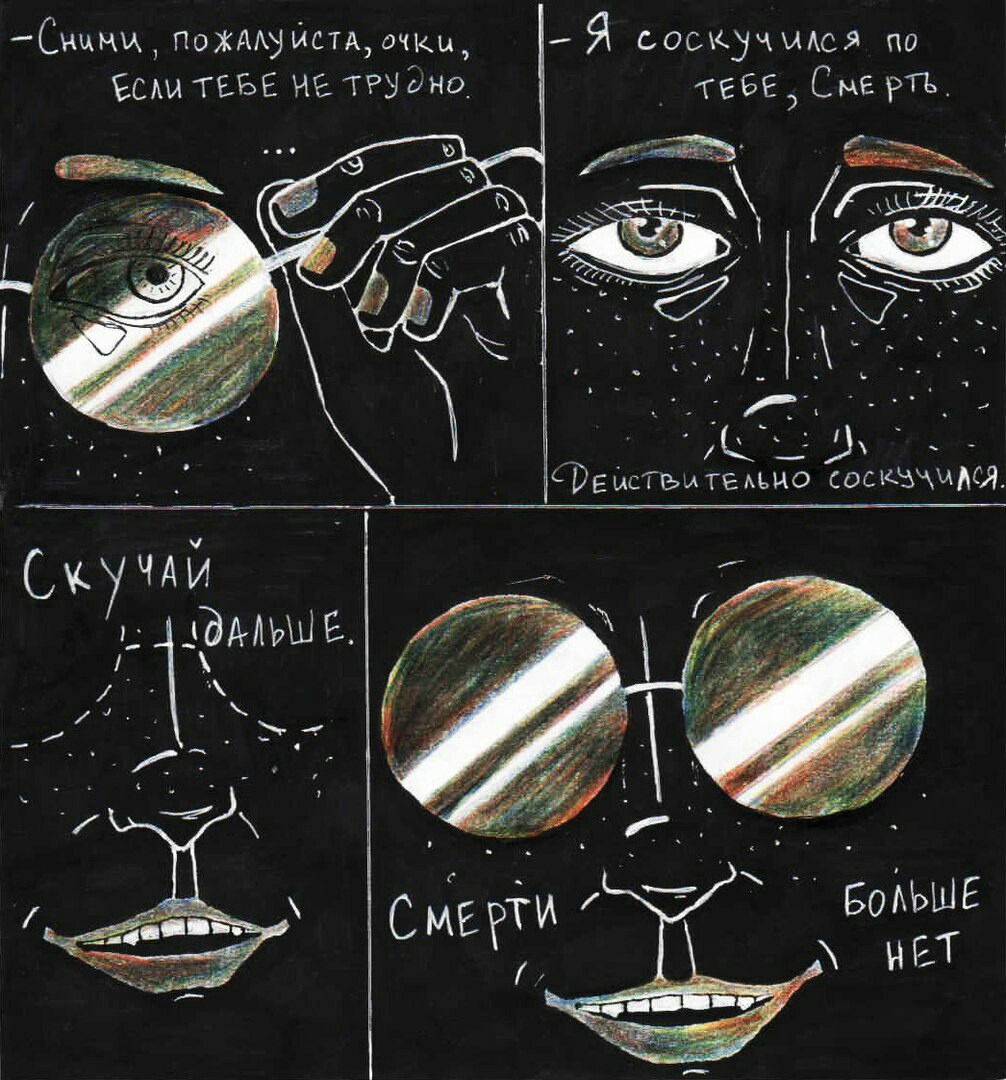 –Сними, пожалуйста, очки,
Если тебе не трудно.
...
–Я соскучился по
тебе, Смерть.
Действительно соскучился.
Скучай
дальше.
Смерти
больше
нет